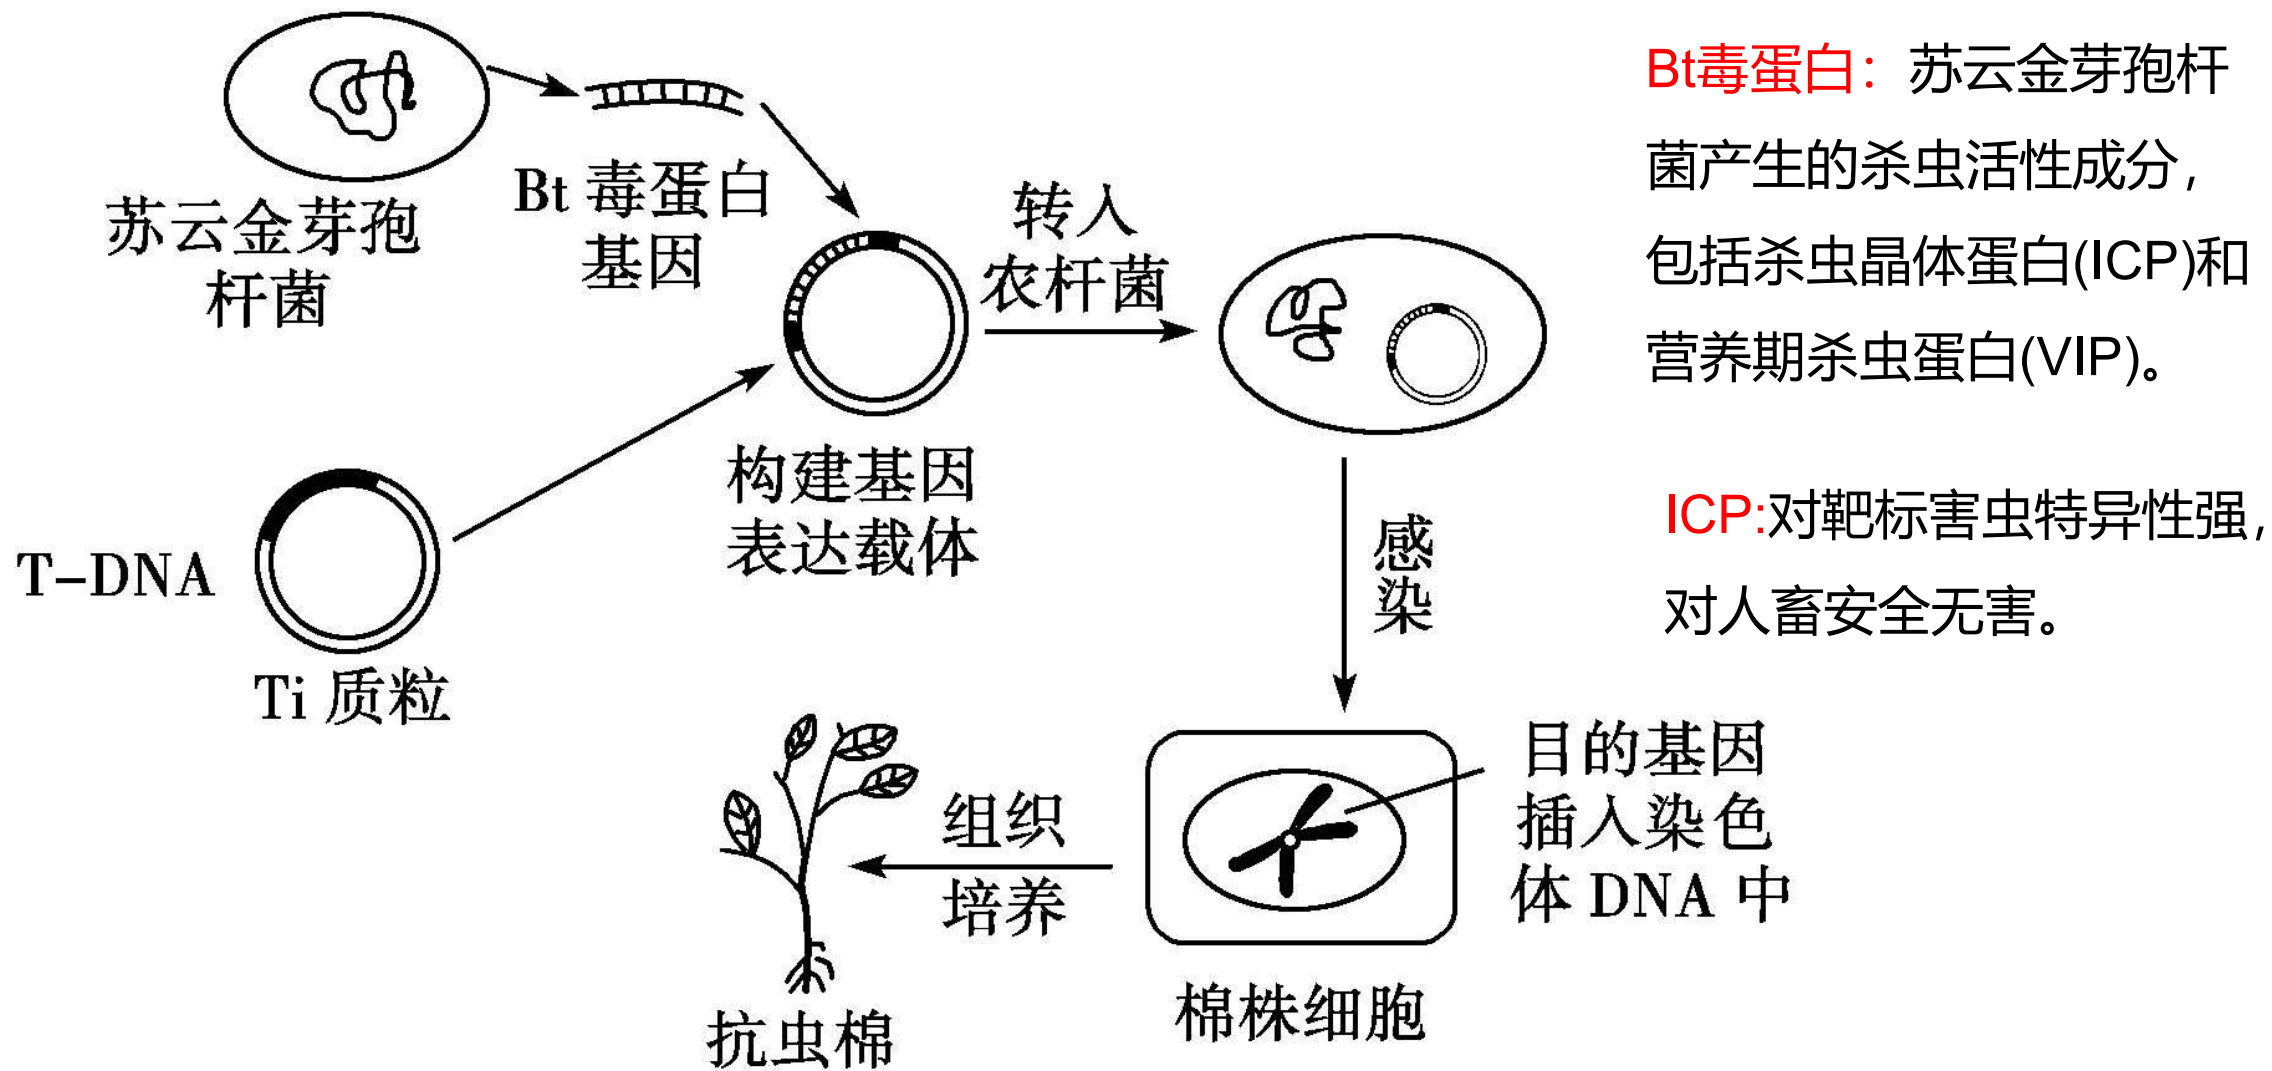 苏云金芽孢
杆菌
Bt 毒蛋白
基因
转入
农杆菌
T-DNA
Ti 质粒
构建基因
表达载体
感
染
目的基因
插入染色
体 DNA 中
棉株细胞
组织
培养
抗虫棉
Bt毒蛋白：苏云金芽孢杆
菌产生的杀虫活性成分，
包括杀虫晶体蛋白(ICP)和
营养期杀虫蛋白(VIP)。
ICP:对靶标害虫特异性强，
对人畜安全无害。